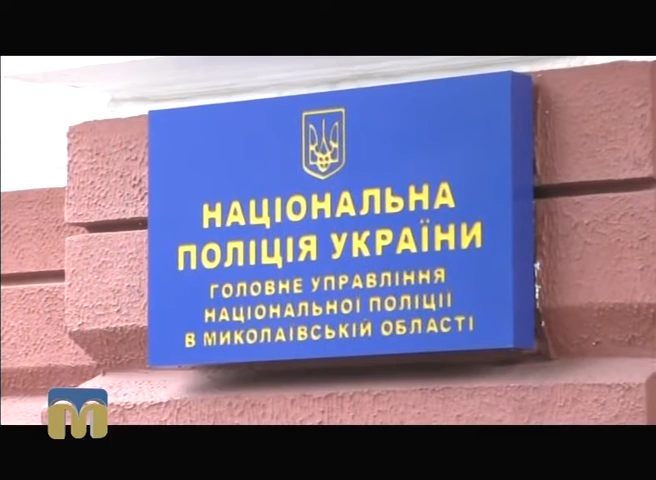 НАЦІОНАЛЬНА
ПОЛІЦІЯ УКРАЇНИ
ГОЛОВНЕ УПРАВЛІННЯ
НАЦІОНАЛЬНОЇ ПОЛІЦІЇ
В МИКОЛАЇВСЬКІЙ ОБЛАСТІ
m